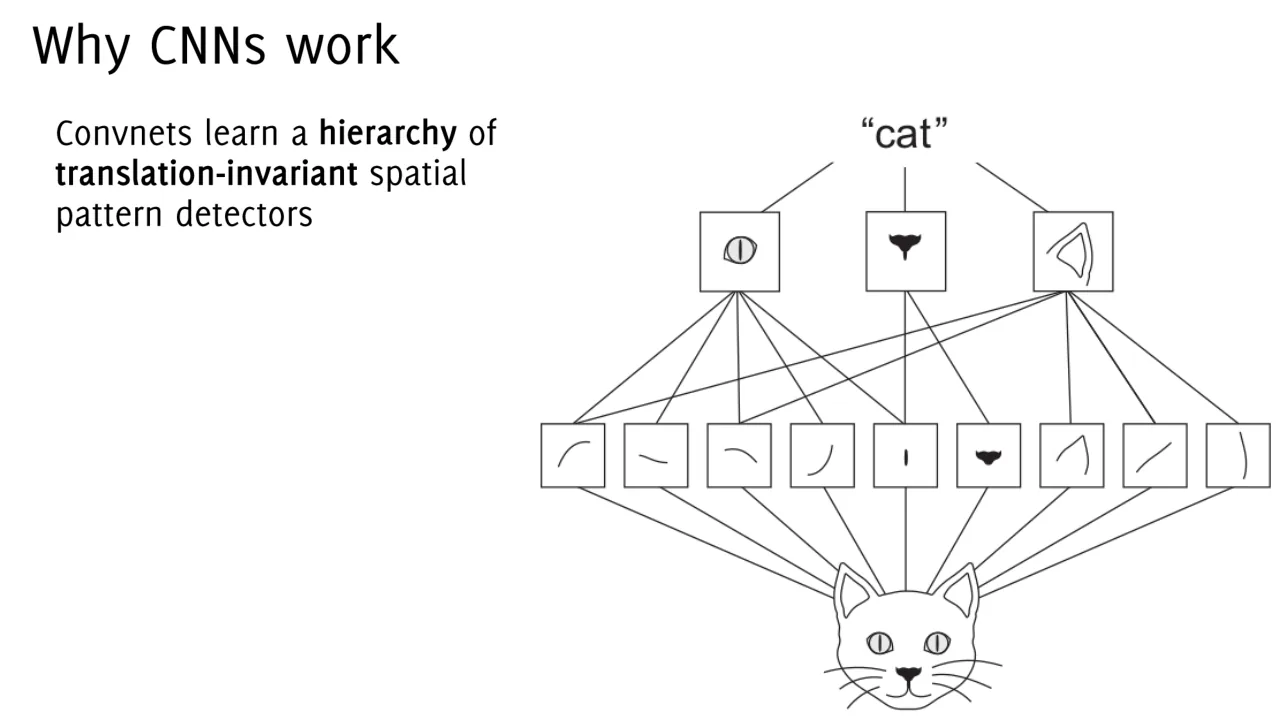 Why CNNs work
Convnets learn a hierarchy of
translation-invariant spatial
pattern detectors
“cat”